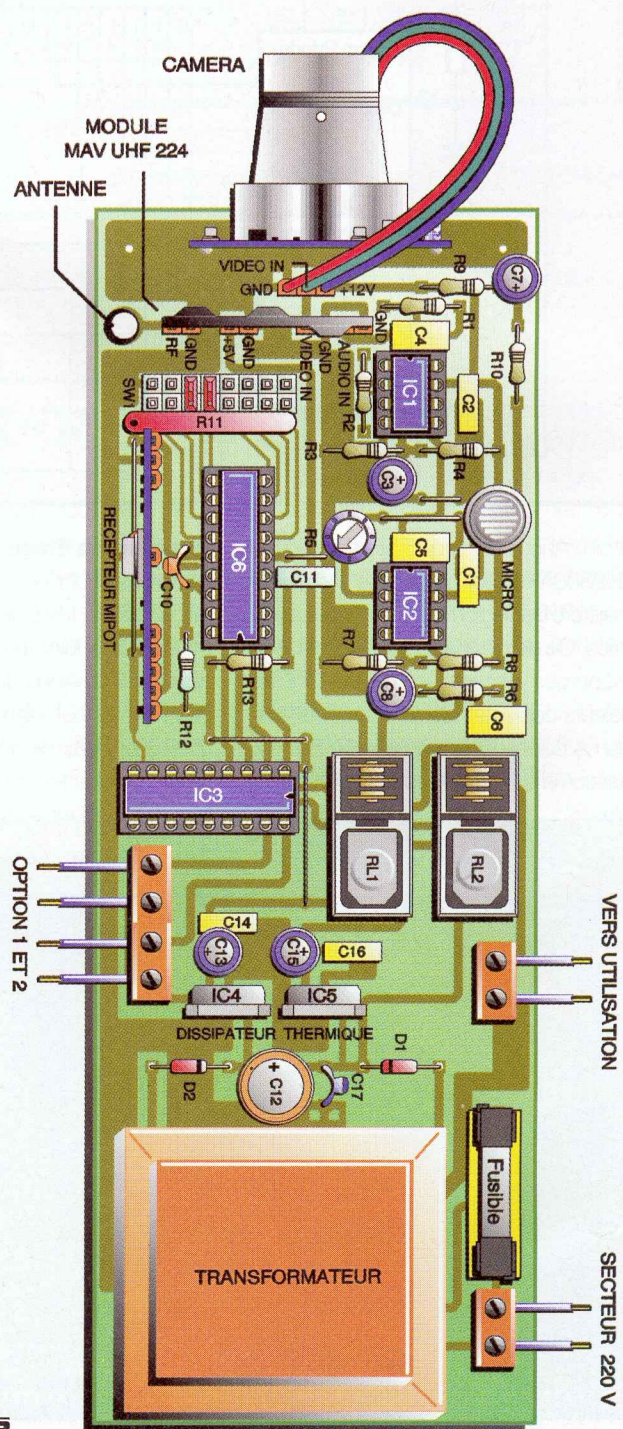 CAMERA
MODULE
MAV UHF 224
ANTENNE
VIDEO IN
GND
+12V
R9
C7 +
R1
GND
C4
R10
RF
GND
+5V
GND
VIDEO IN
GND
AUDIO IN
R2
IC1
C2
SW1
R11
R3
R4
C3 +
RECEPTEUR MIPOT
IC6
R5
C5
MICRO
C10
C11
IC2
C1
R7
R8
R12
R13
C8 +
R6
C6
IC3
RL1
RL2
OPTION 1 ET 2
VERS UTILISATION
C14
C13 +
C15 +
C16
IC4
IC5
DISSIPATEUR THERMIQUE
D2
+ C12
C17
D1
Fusible
TRANSFORMATEUR
SECTEUR 220 V